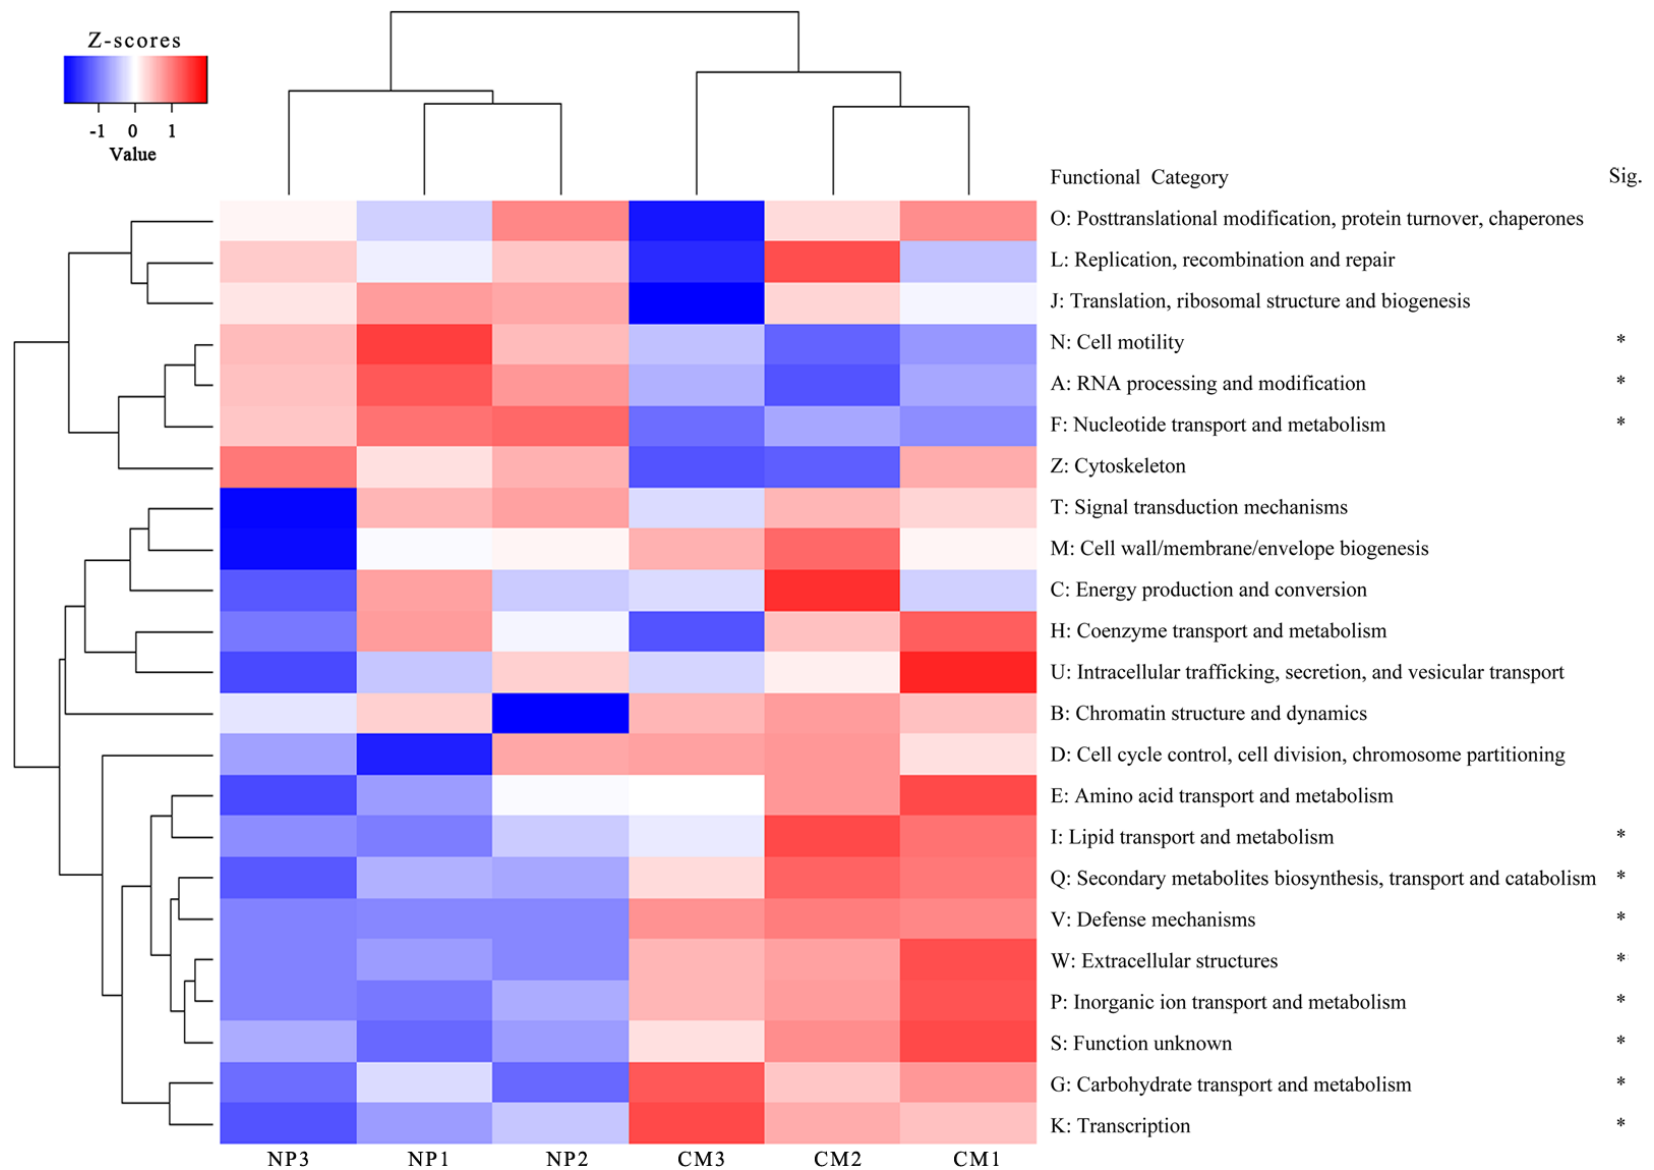 Z-scores
-1 0 1
Value
Functional Category Sig.
O: Posttranslational modification, protein turnover, chaperones
L: Replication, recombination and repair
J: Translation, ribosomal structure and biogenesis
N: Cell motility *
A: RNA processing and modification *
F: Nucleotide transport and metabolism *
Z: Cytoskeleton
T: Signal transduction mechanisms
M: Cell wall/membrane/envelope biogenesis
C: Energy production and conversion
H: Coenzyme transport and metabolism
U: Intracellular trafficking, secretion, and vesicular transport
B: Chromatin structure and dynamics
D: Cell cycle control, cell division, chromosome partitioning
E: Amino acid transport and metabolism
I: Lipid transport and metabolism *
Q: Secondary metabolites biosynthesis, transport and catabolism *
V: Defense mechanisms *
W: Extracellular structures *
P: Inorganic ion transport and metabolism *
S: Function unknown *
G: Carbohydrate transport and metabolism *
K: Transcription *
NP3 NP1 NP2 CM3 CM2 CM1